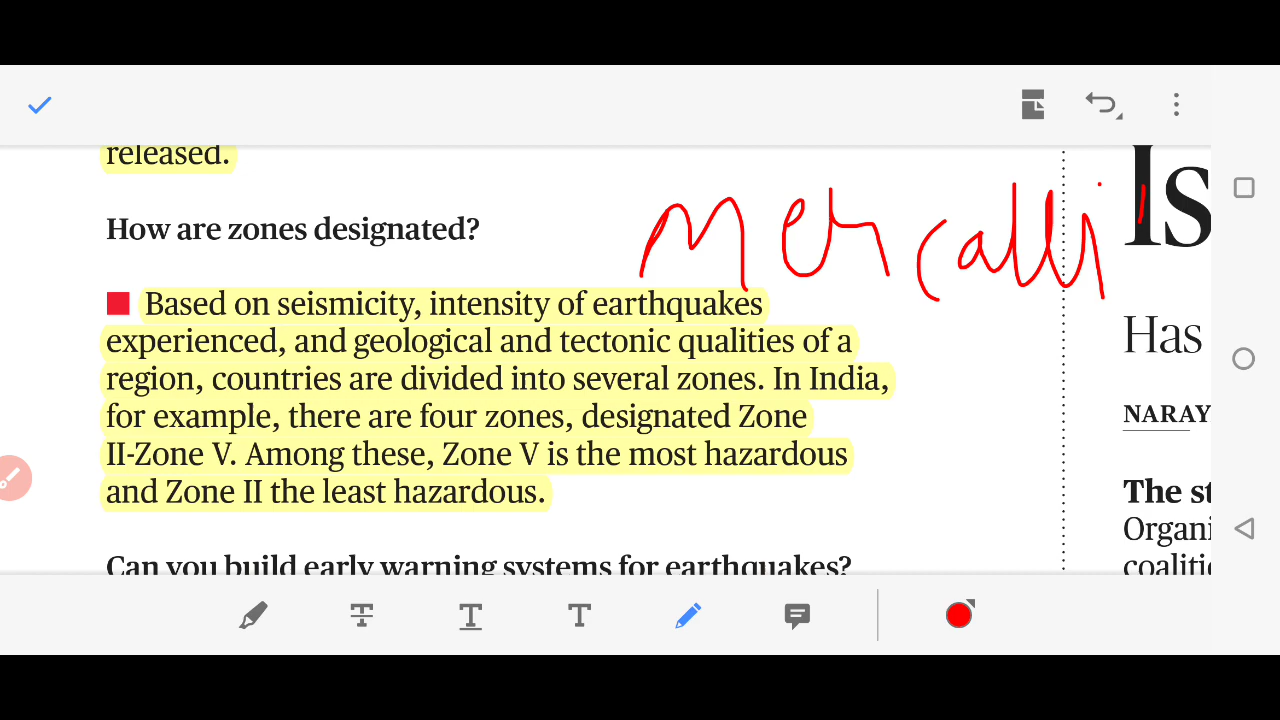 released.
Is
How are zones designated?
Mercalli
Based on seismicity, intensity of earthquakes
experienced, and geological and tectonic qualities of a
region, countries are divided into several zones. In India,
for example, there are four zones, designated Zone
II-Zone V. Among these, Zone V is the most hazardous
and Zone II the least hazardous.
Can you build early warning systems for earthquakes?
Has
NARAY
The st
Organi
coaliti
T
T
T